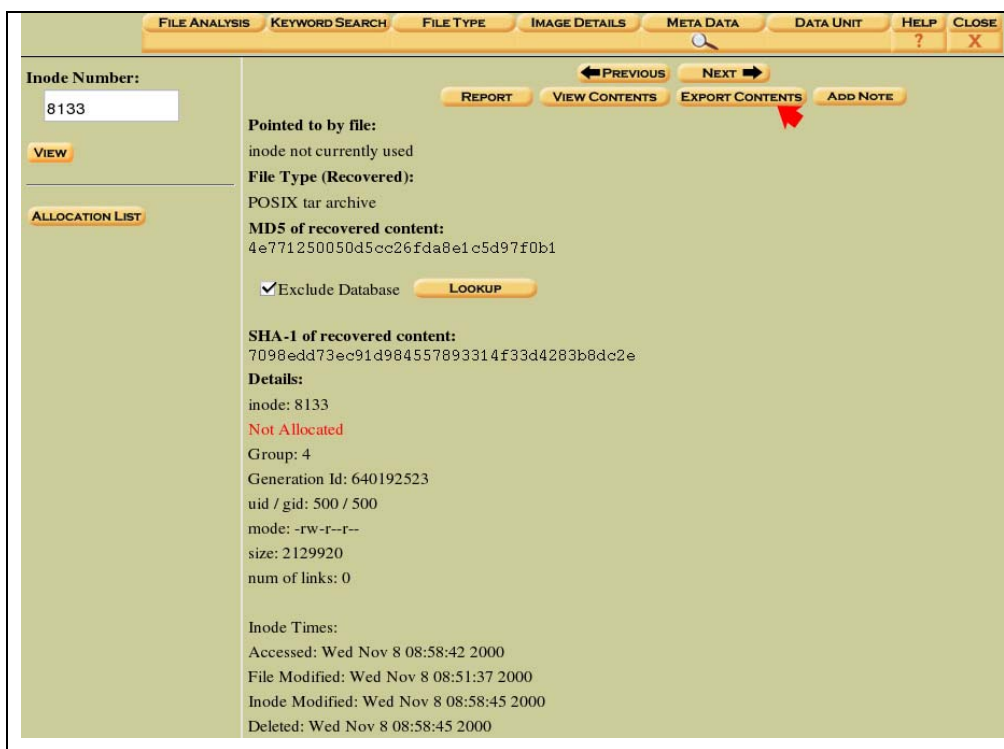 FILE ANALYSIS KEYWORD SEARCH FILE TYPE IMAGE DETAILS META DATA DATA UNIT HELP CLOSE
? X
Inode Number:
8133
VIEW
ALLOCATION LIST
PREVIOUS NEXT
REPORT VIEW CONTENTS EXPORT CONTENTS ADD NOTE
Pointed to by file:
inode not currently used
File Type (Recovered):
POSIX tar archive
MD5 of recovered content:
4e771250050d5cc26fda8e1c5d97f0b1
Exclude Database LOOKUP
SHA-1 of recovered content:
7098edd73ec91d984557893314f33d4283b8dc2e
Details:
inode: 8133
Not Allocated
Group: 4
Generation Id: 640192523
uid / gid: 500 / 500
mode: -rw-r--r--
size: 2129920
num of links: 0
Inode Times:
Accessed: Wed Nov 8 08:58:42 2000
File Modified: Wed Nov 8 08:51:37 2000
Inode Modified: Wed Nov 8 08:58:45 2000
Deleted: Wed Nov 8 08:58:45 2000